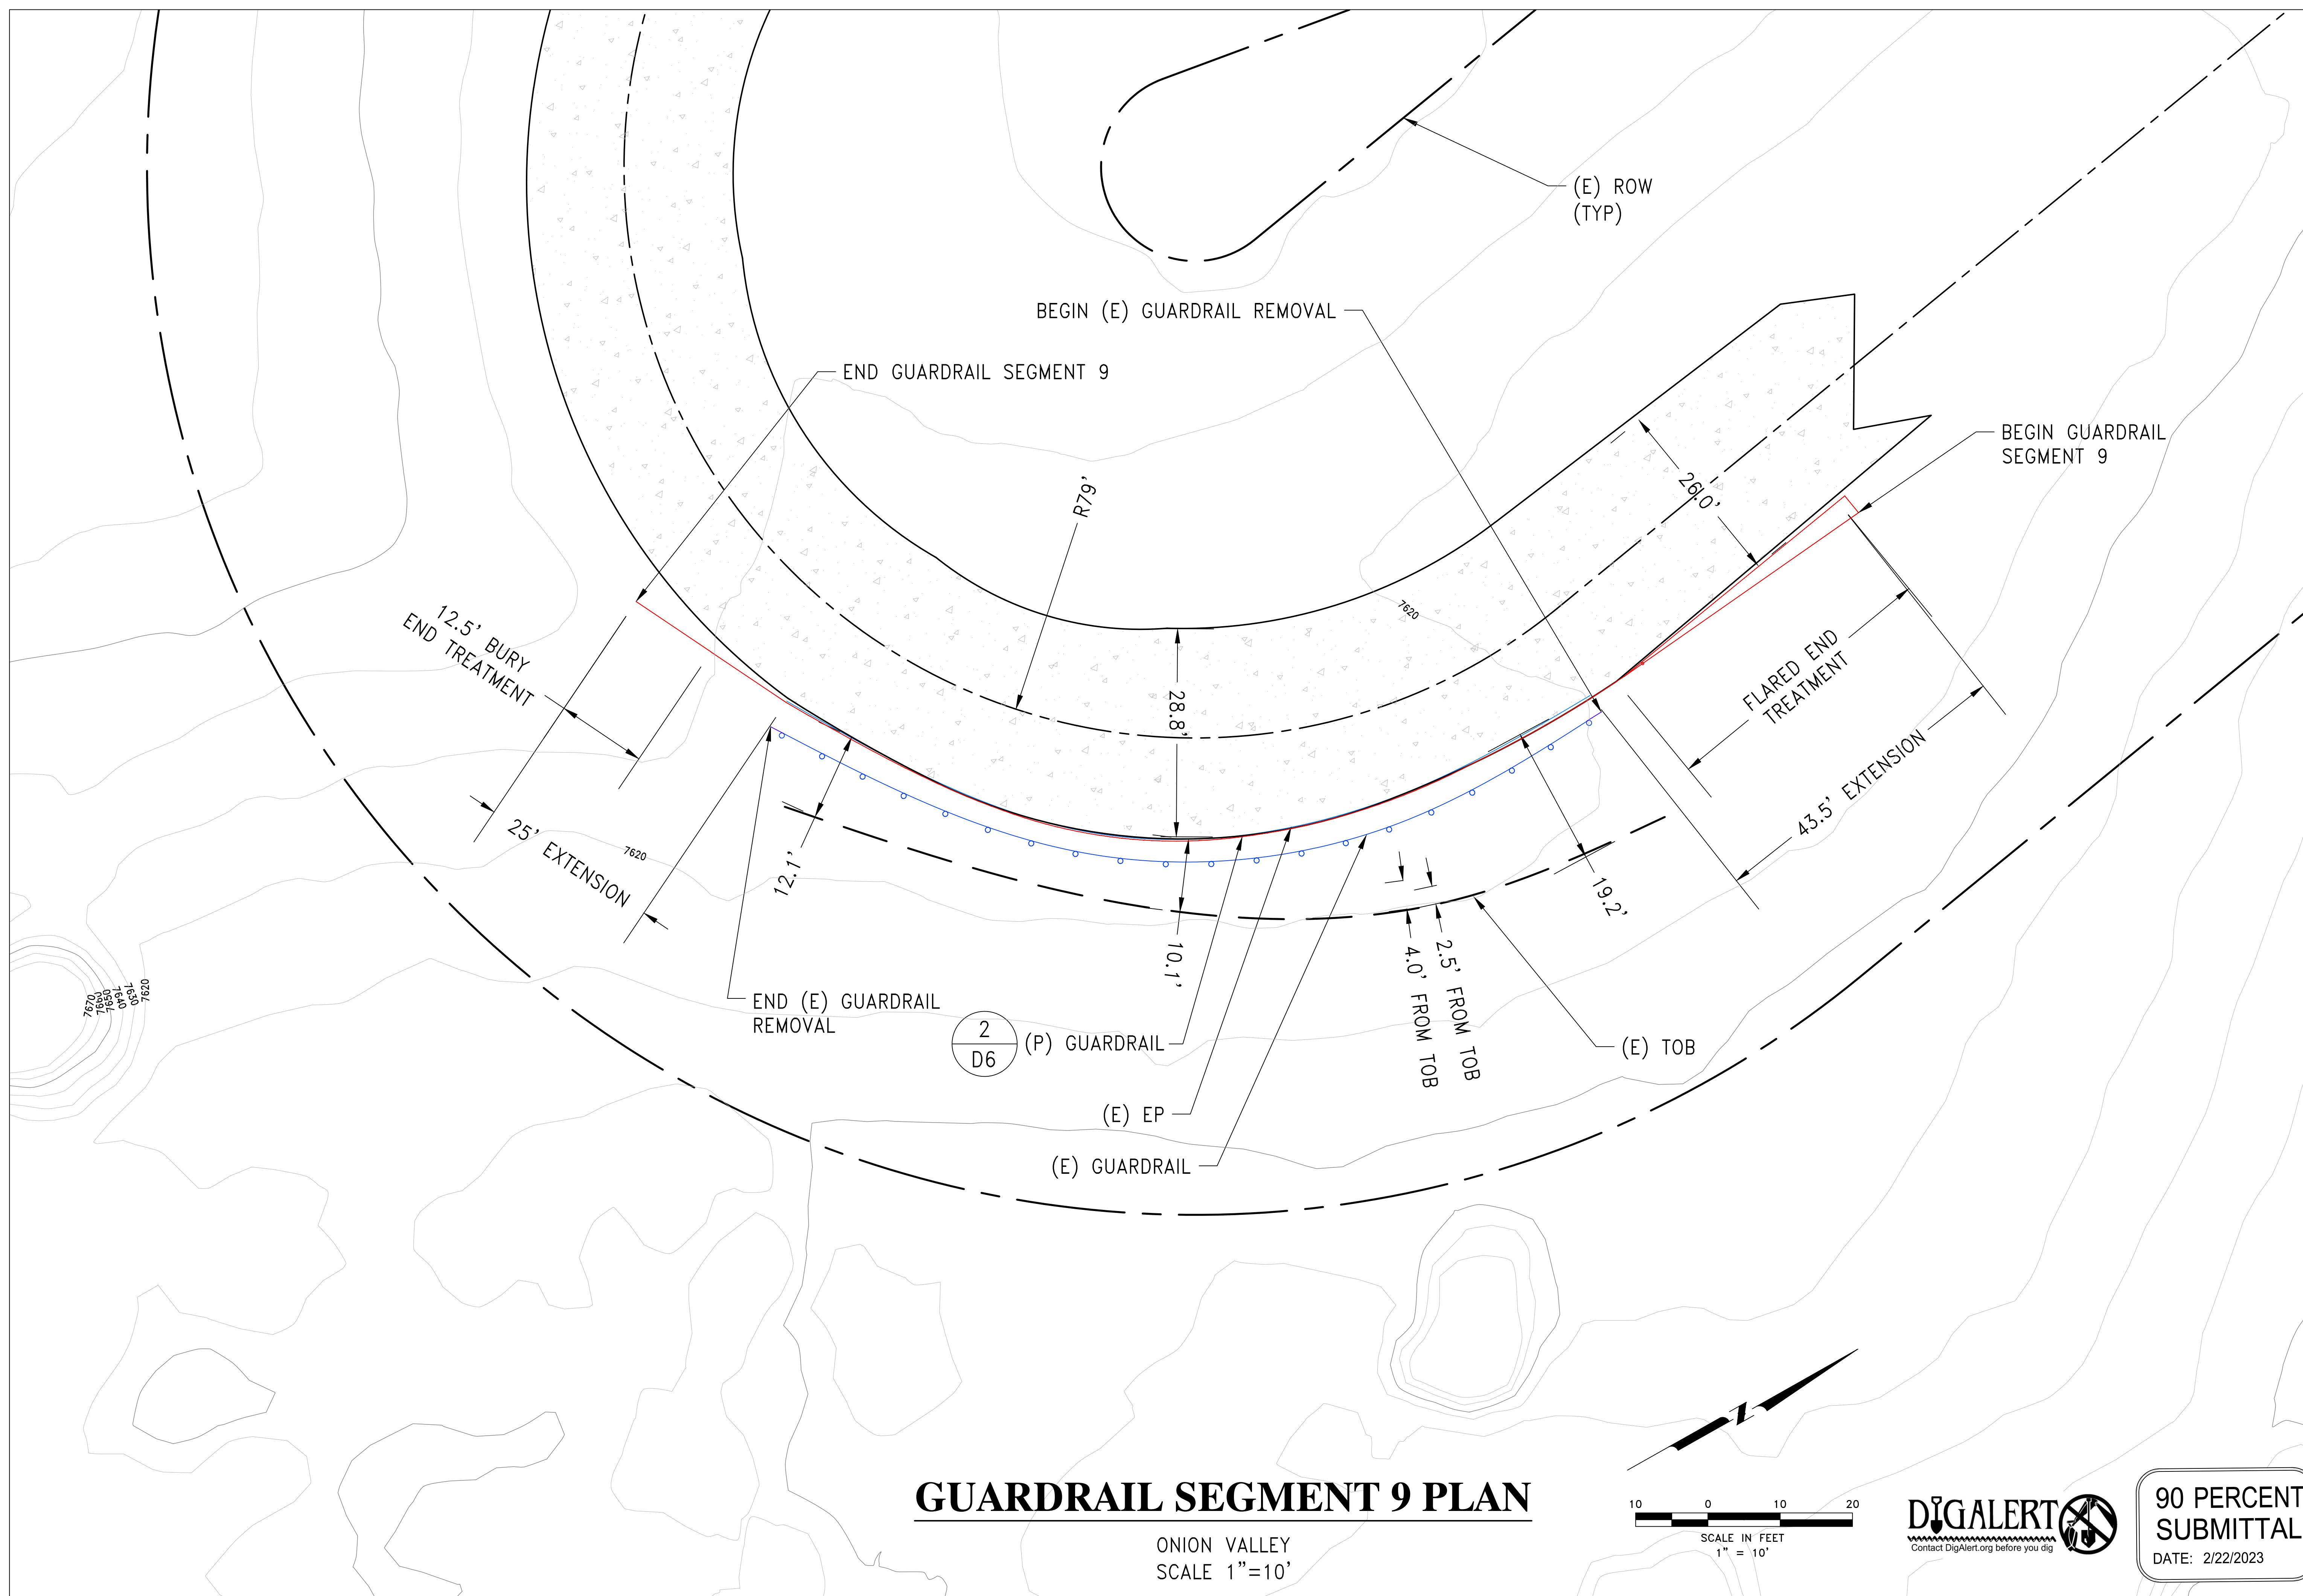 (E) ROW
(TYP)
BEGIN (E) GUARDRAIL REMOVAL
END GUARDRAIL SEGMENT 9
BEGIN GUARDRAIL
SEGMENT 9
R79'
26.0'
7620
12.5' BURY
END TREATMENT
28.8'
FLARED END
TREATMENT
43.5' EXTENSION
25' EXTENSION
7620
12.1'
19.2'
10.1'
4.0' FROM TOB
2.5' FROM TOB
7670
7660
7650
7640
7630
7620
END (E) GUARDRAIL
REMOVAL
2
D6
(P) GUARDRAIL
(E) TOB
(E) EP
(E) GUARDRAIL
N
GUARDRAIL SEGMENT 9 PLAN
ONION VALLEY
SCALE 1"=10'
10 0 10 20
SCALE IN FEET
1" = 10'
DIGALERT
Contact DigAlert.org before you dig
90 PERCENT
SUBMITTAL
DATE: 2/22/2023